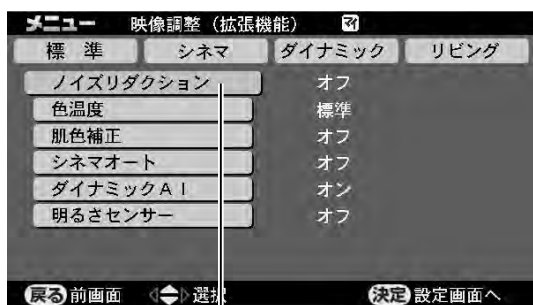 メニュー 映像調整（拡張機能） マイ
標準 シネマ ダイナミック リビング
ノイズリダクション オフ
色温度 標準
肌色補正 オフ
シネマオート オフ
ダイナミックＡＩ オン
明るさセンサー オフ
戻る 前画面 選択 決定 設定画面へ